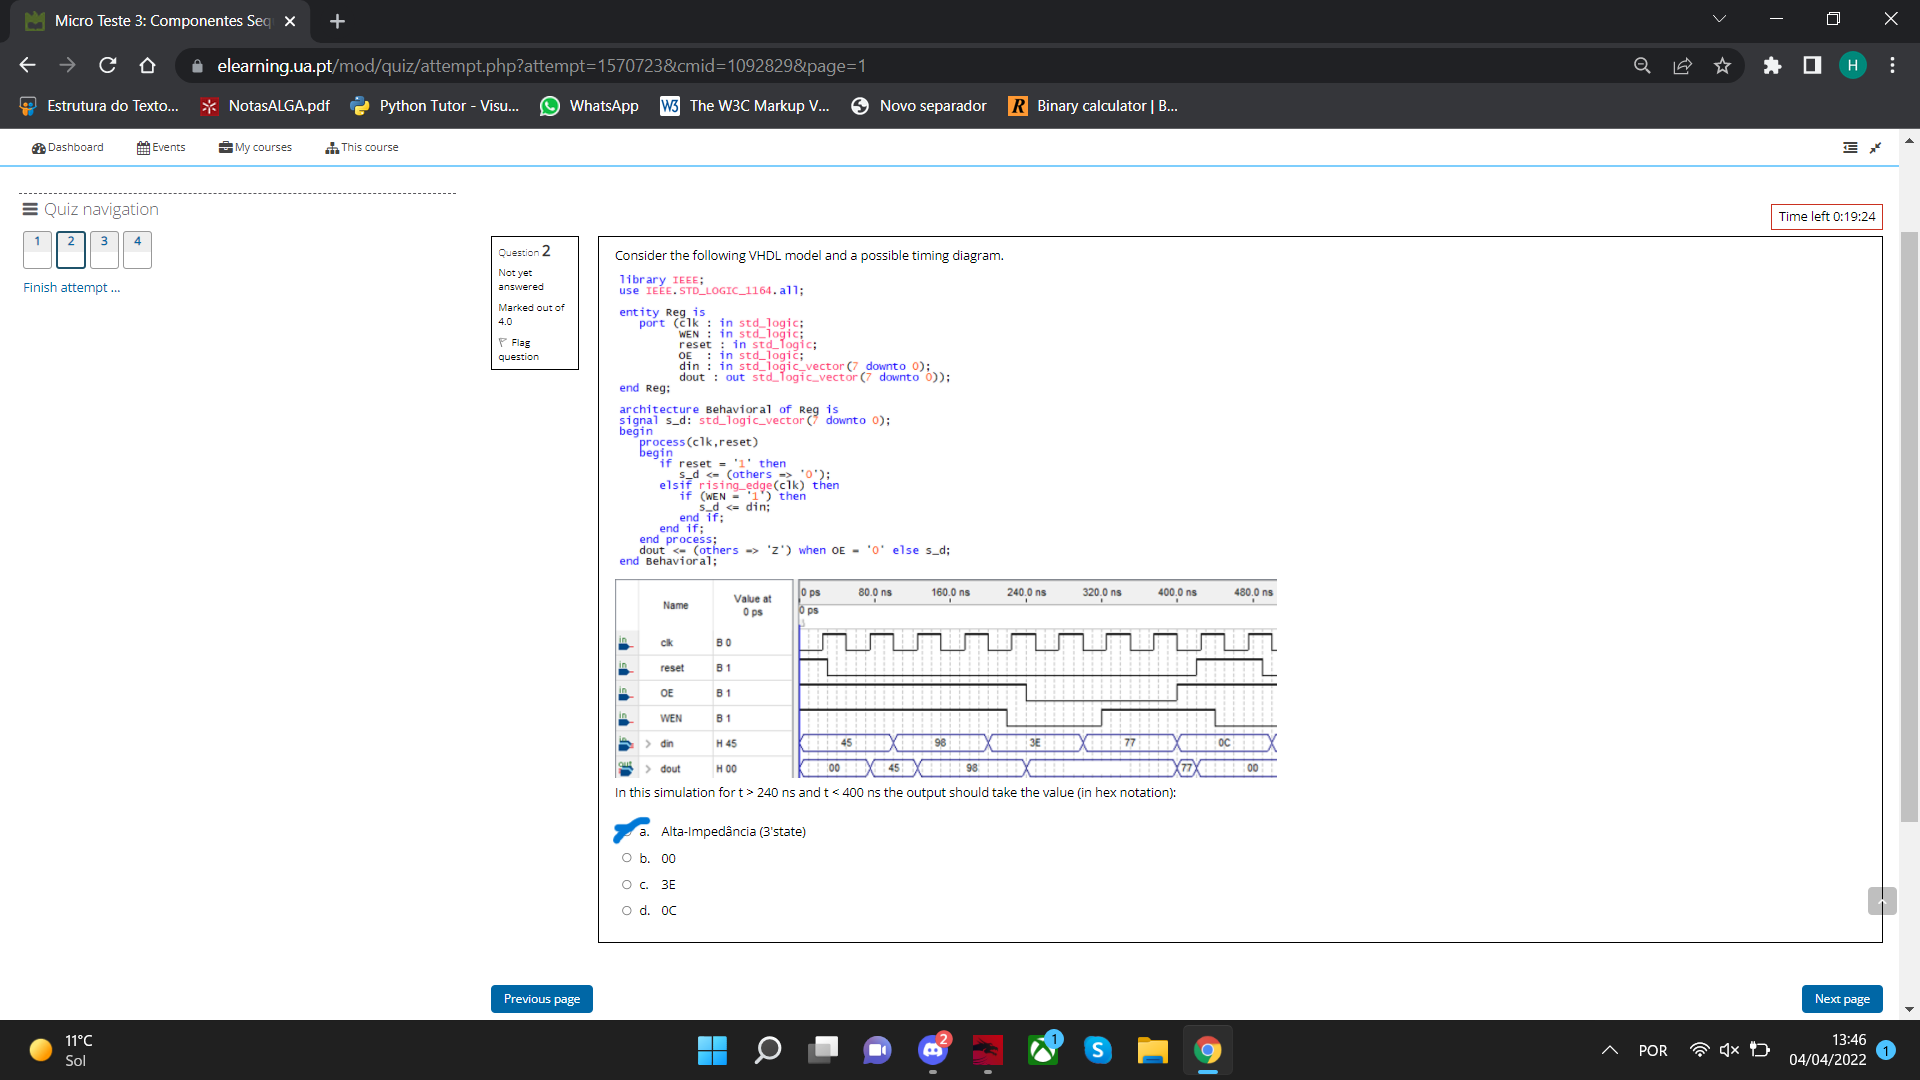 Micro Teste 3: Componentes Seq
elearning.ua.pt/mod/quiz/attempt.php?attempt=1570723&cmid=1092829&page=1
H
Estrutura do Texto... NotasALGA.pdf Python Tutor - Visu... WhatsApp W3 The W3C Markup V... Novo separador R Binary calculator | B...
Dashboard Events My courses This course
Quiz navigation
Time left 0:19:24
1 2 3 4
Finish attempt ...
Question 2
Not yet answered
Marked out of 4.0
Flag question
Consider the following VHDL model and a possible timing diagram.
library IEEE;
use IEEE.STD_LOGIC_1164.all;
entity Reg is
port (clk : in std_logic;
WEN : in std_logic;
reset : in std_logic;
OE : in std_logic;
din : in std_logic_vector(7 downto 0);
dout : out std_logic_vector(7 downto 0));
end Reg;
architecture Behavioral of Reg is
signal s_d: std_logic_vector(7 downto 0);
begin
process(clk,reset)
begin
if reset = '1' then
s_d <= (others => '0');
elsif rising_edge(clk) then
if (WEN = '1') then
s_d <= din;
end if;
end if;
end process;
dout <= (others => 'Z') when OE = '0' else s_d;
end Behavioral;
Name Value at 0 ps 0 ps 80.0 ns 160.0 ns 240.0 ns 320.0 ns 400.0 ns 480.0 ns
0 ps
in clk B 0
in reset B 1
in OE B 1
in WEN B 1
in > din H 45 45 98 3E 77 0C
out > dout H 00 00 45 98 77 00
In this simulation for t > 240 ns and t < 400 ns the output should take the value (in hex notation):
a. Alta-Impedância (3'state)
b. 00
c. 3E
d. 0C
Previous page Next page
11°C
Sol
2
1
S
POR
13:46
04/04/2022
1